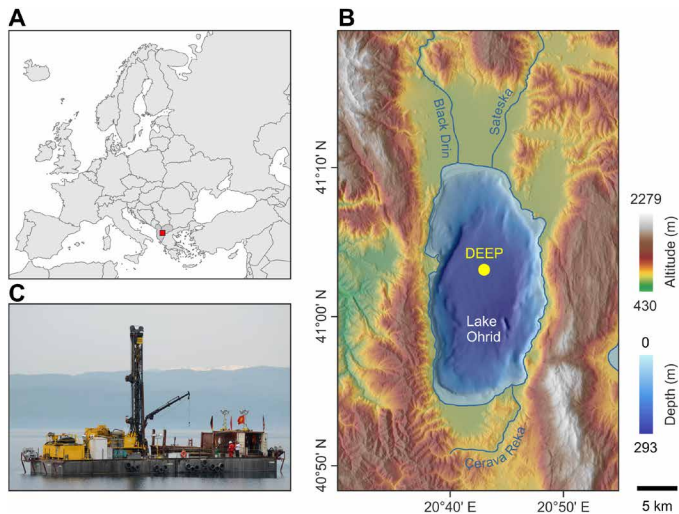 A
B
Black Drin
Sateska
41°10' N
41°00' N
40°50' N
DEEP
Lake
Ohrid
Cerava Reka
20°40' E
20°50' E
2279
Altitude (m)
430
0
Depth (m)
293
5 km
C